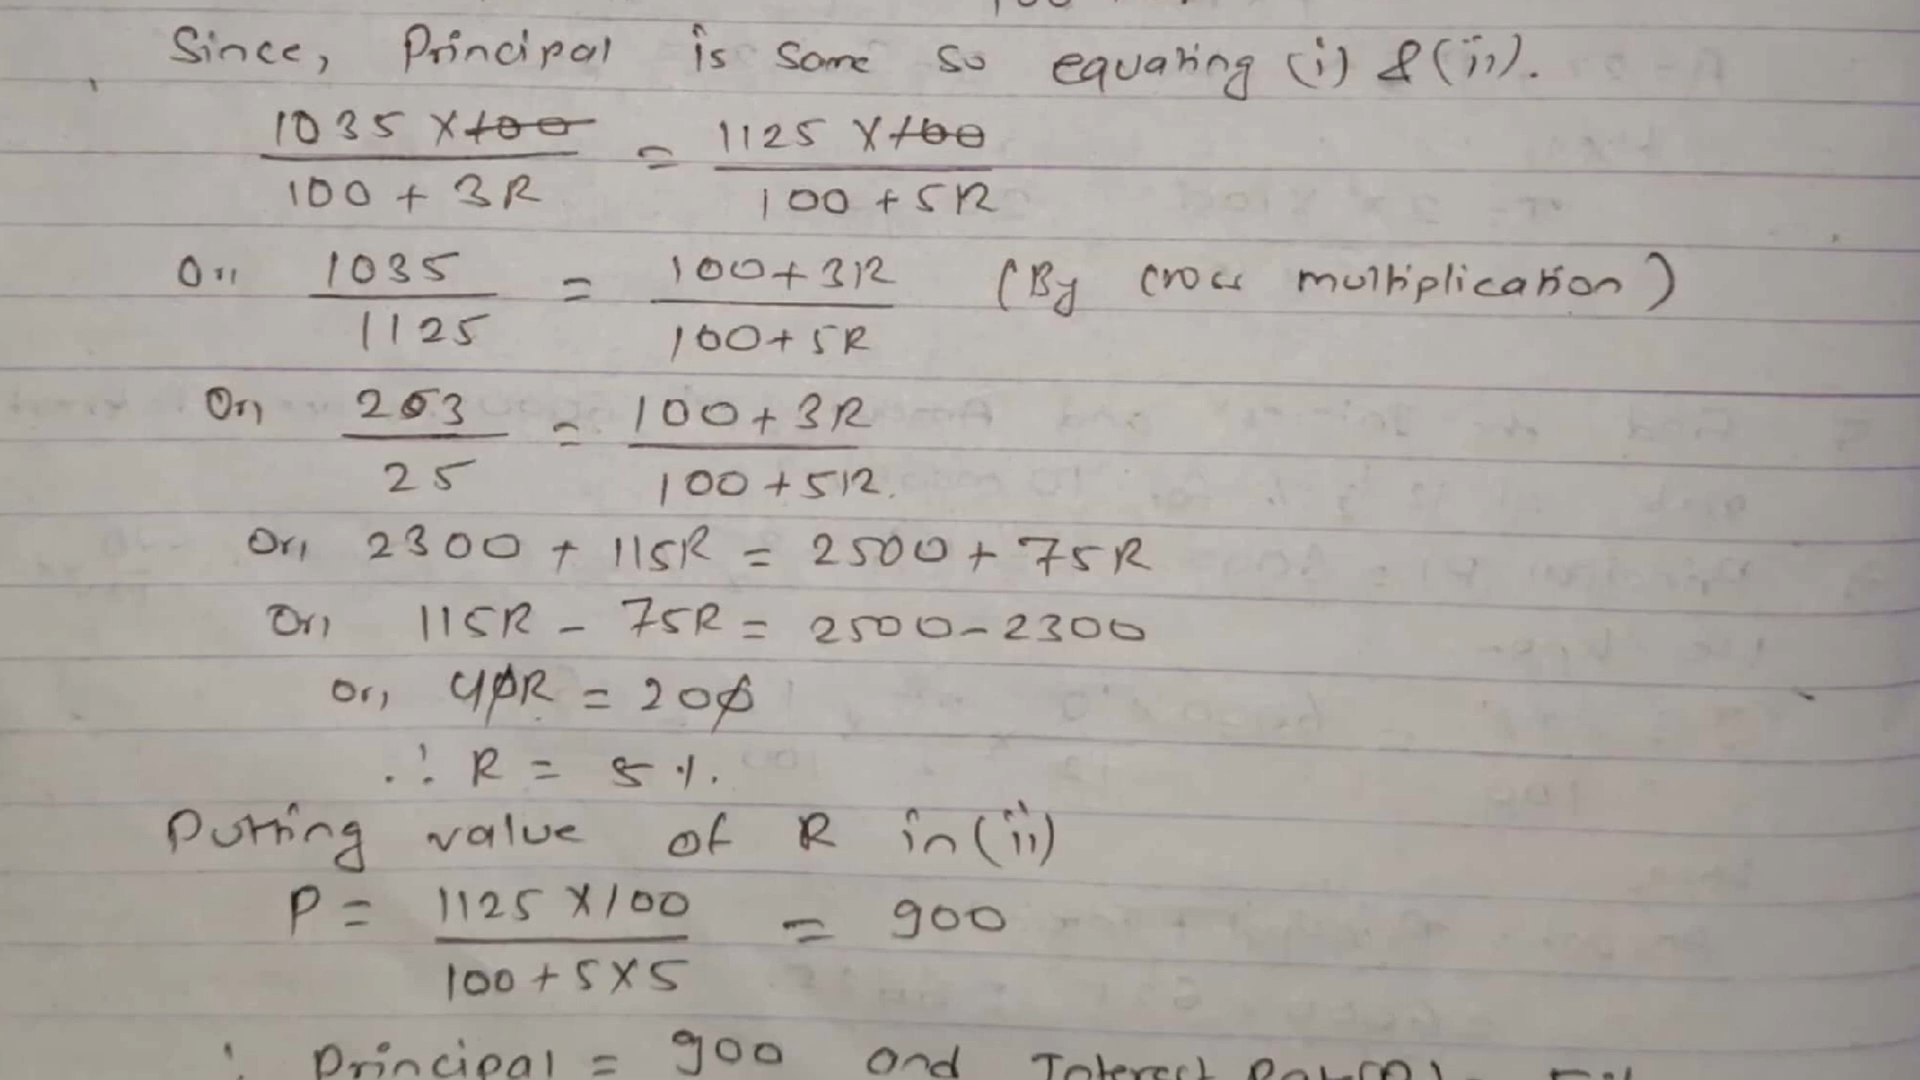 Since, Principal is same so equating (i) & (ii).
1035 × 100 / 100 + 3R = 1125 × 100 / 100 + 5R
Or, 1035 / 1125 = 100 + 3R / 100 + 5R (By cross multiplication)
Or, 203 / 25 = 100 + 3R / 100 + 5R.
Or, 2300 + 115R = 2500 + 75R
Or, 115R - 75R = 2500 - 2300
or, 40R = 200
∴ R = 5%.
Putting value of R in (ii)
P = 1125 × 100 / 100 + 5 × 5 = 900
Principal = 900 and Interest